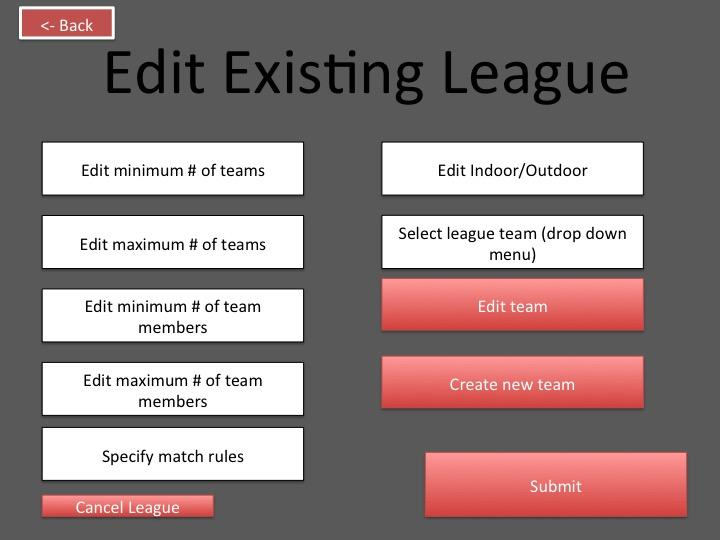 <- Back
Edit Existing League
Edit minimum # of teams
Edit maximum # of teams
Edit minimum # of team
members
Edit maximum # of team
members
Specify match rules
Cancel League
Edit Indoor/Outdoor
Select league team (drop down
menu)
Edit team
Create new team
Submit